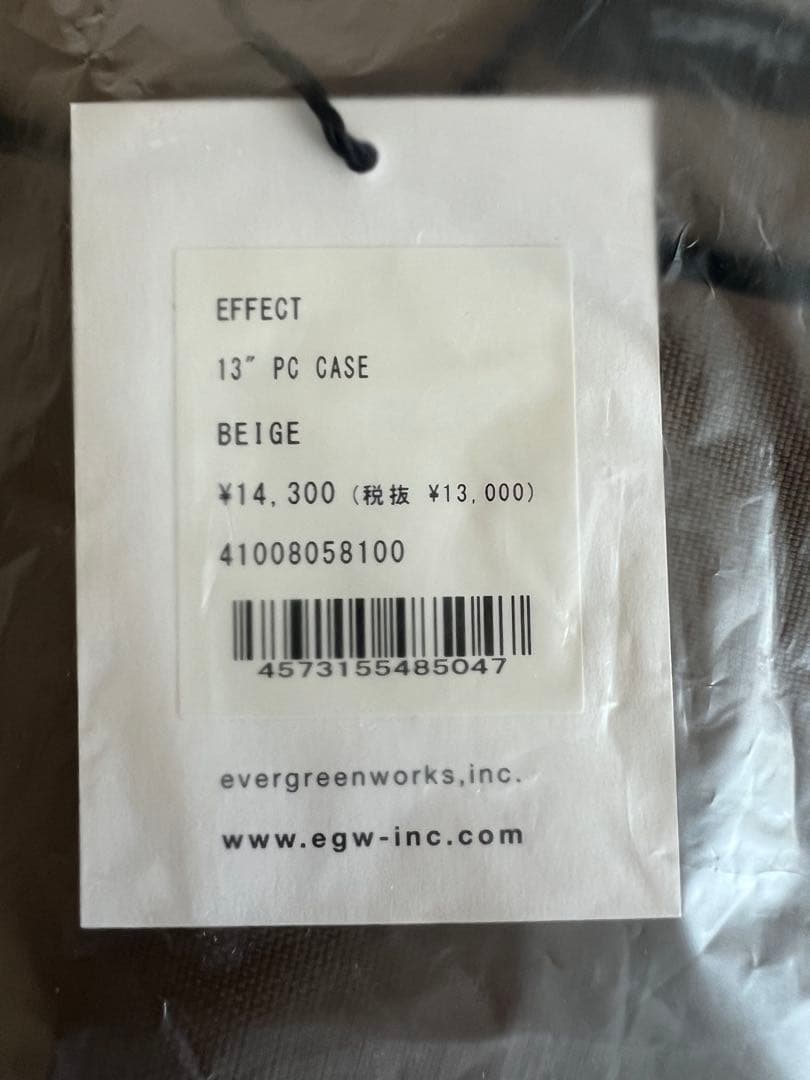 EFFECT
13" PC CASE
BEIGE
¥14,300 (税抜 ¥13,000)
41008058100
4573155485047
evergreenworks,inc.
www.egw-inc.com